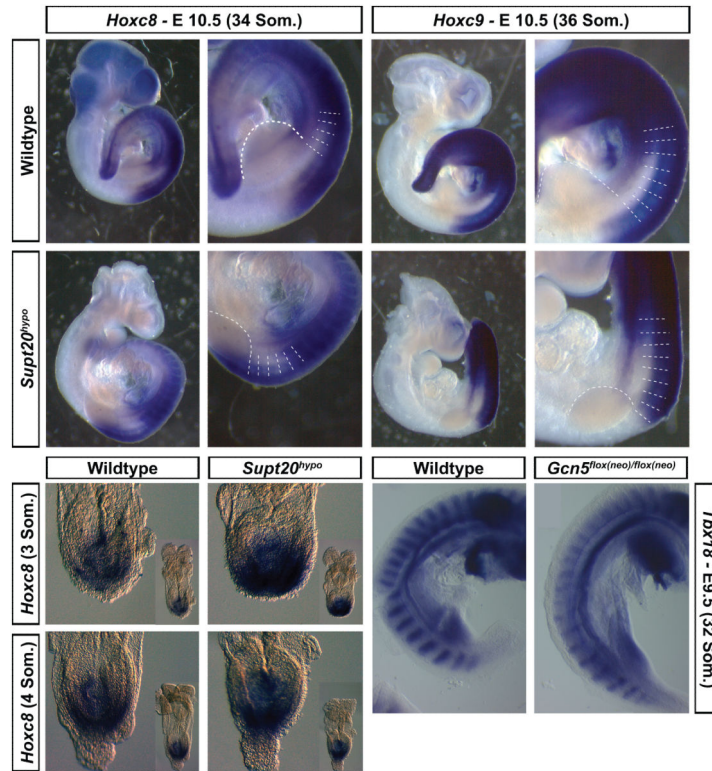 Hoxc8 - E 10.5 (34 Som.)
Hoxc9 - E 10.5 (36 Som.)
Wildtype
Supt20hypo
Wildtype
Supt20hypo
Wildtype
Gcn5flox(neo)/flox(neo)
Hoxc8 (3 Som.)
Hoxc8 (4 Som.)
Tbx18 - E9.5 (32 Som.)